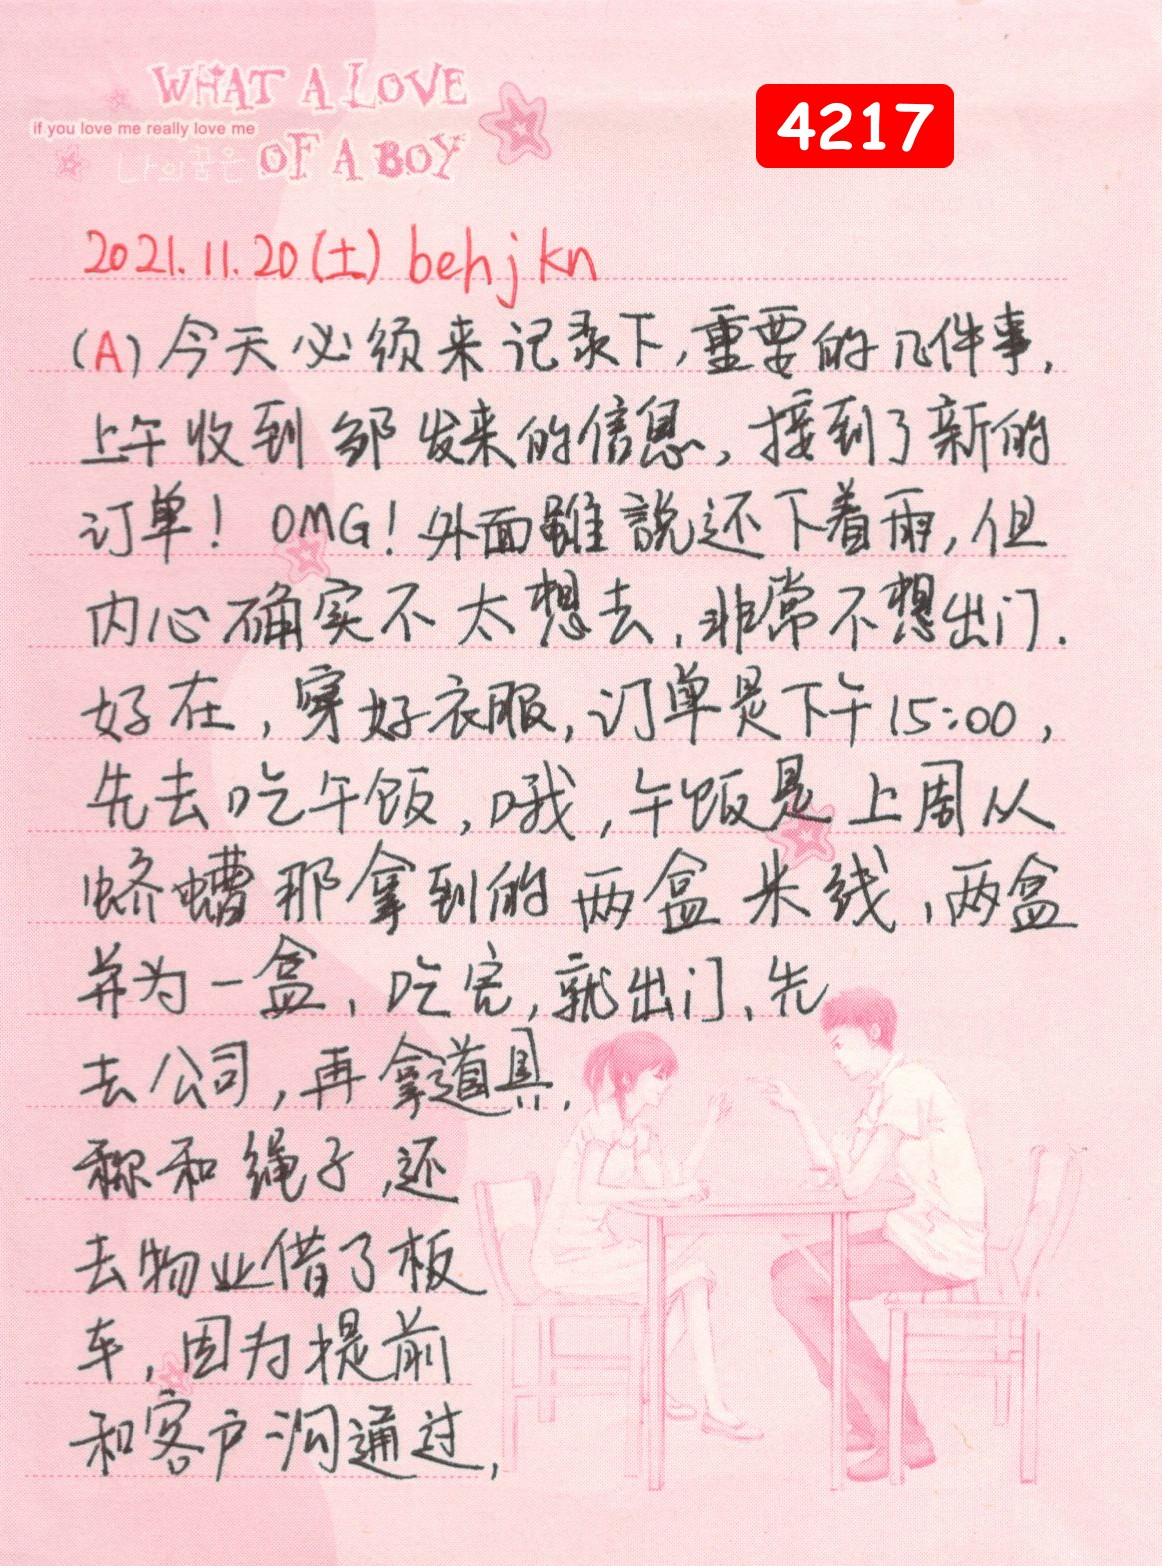 WHAT A LOVE
if you love me really love me
나의꿈은 OF A BOY
4217
2021.11.20(土) behjkn
(A)今天必须来记录下,重要的几件事,
上午收到邹发来的信息,接到了新的
订单! OMG!外面雖說还下着雨,但
内心确实不太想去,非常不想出门.
好在,穿好衣服,订单是下午15:00,
先去吃午饭,哦,午饭是上周从
蛴螬那拿到的两盒米线,两盒
并为一盒,吃完,就出门,先
去公司,再拿道具,
称和绳子,还
去物业借了板
车,因为提前
和客户沟通过,